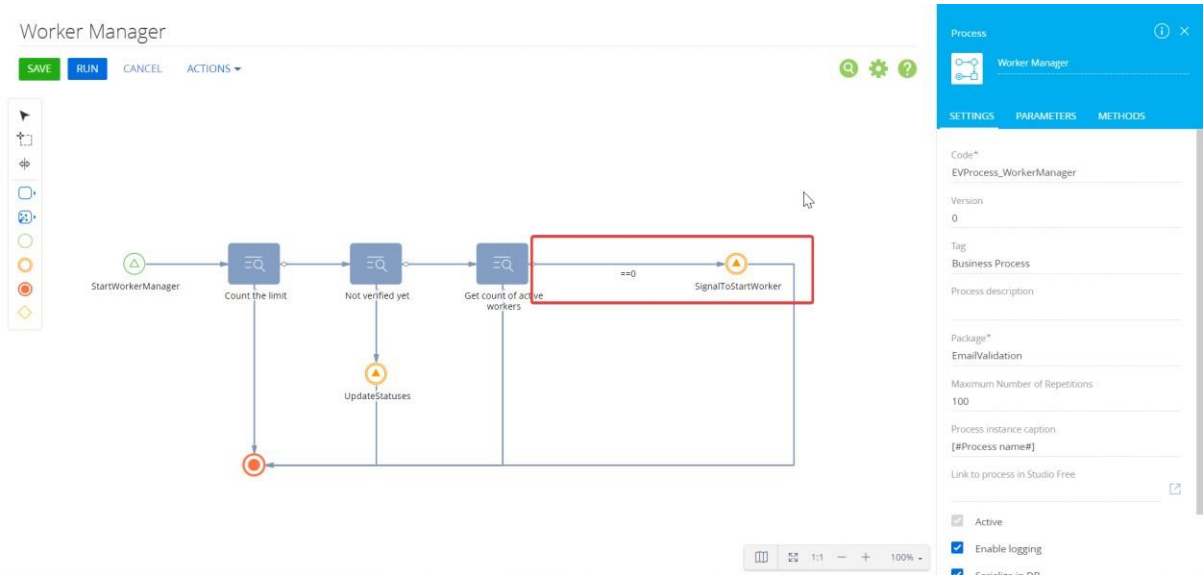 Worker Manager
SAVE
RUN
CANCEL
ACTIONS
StartWorkerManager
Count the limit
Not verified yet
Get count of active
workers
==0
SignalToStartWorker
UpdateStatuses
1:1
100%
Process
Worker Manager
SETTINGS
PARAMETERS
METHODS
Code*
EVProcess_WorkerManager
Version
0
Tag
Business Process
Process description
Package*
EmailValidation
Maximum Number of Repetitions
100
Process instance caption
[#Process name#]
Link to process in Studio Free
Active
Enable logging
Serialize in DB